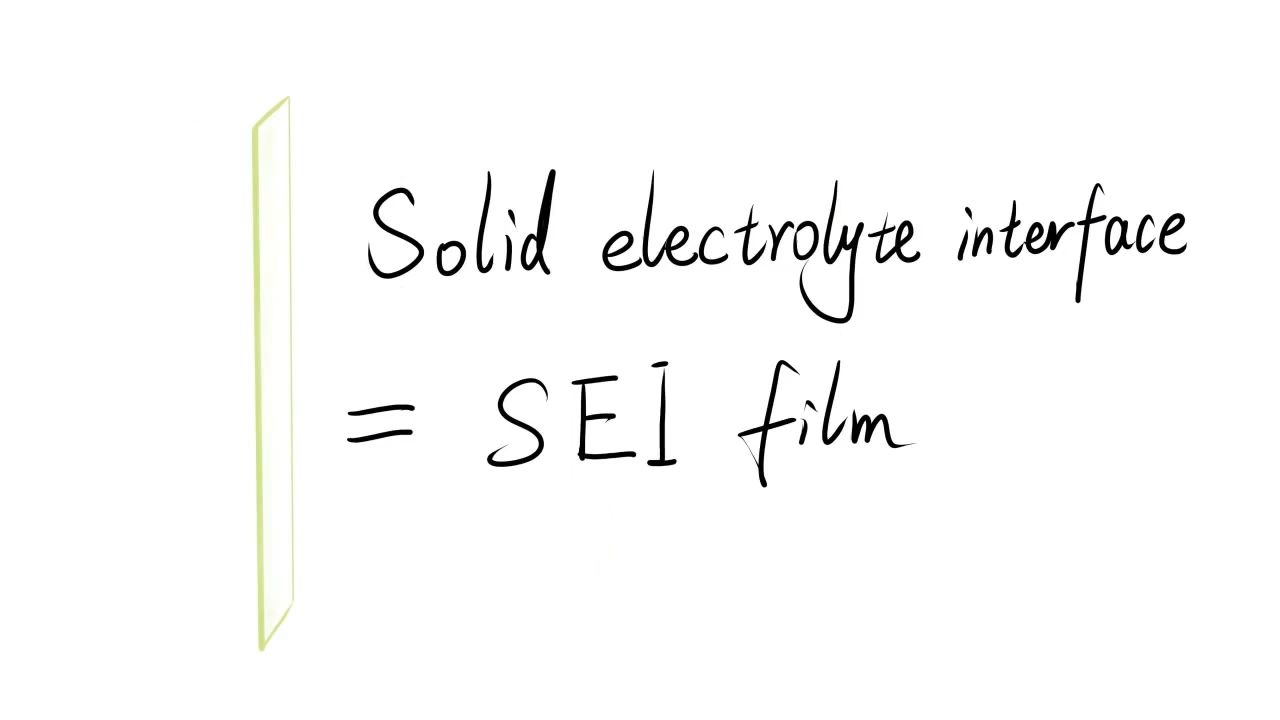 Solid electrolyte interface
= SEI film